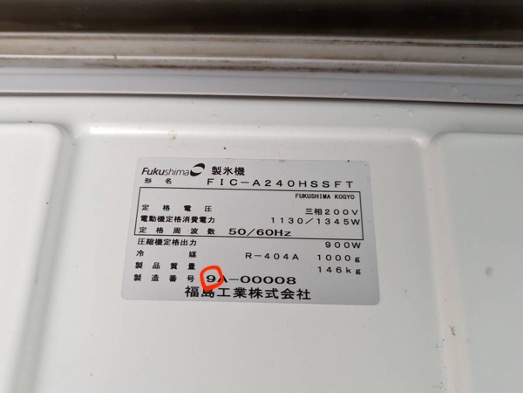 Fukushima 製氷機
形名 FIC-A240HSSFT
FUKUSHIMA KOGYO
定格電圧 三相200V
電動機定格消費電力 1130/1345W
定格周波数 50/60Hz
圧縮機定格出力 900W
冷媒 R-404A 1000g
製品質量 146kg
製造番号 9A-00008
福島工業株式会社